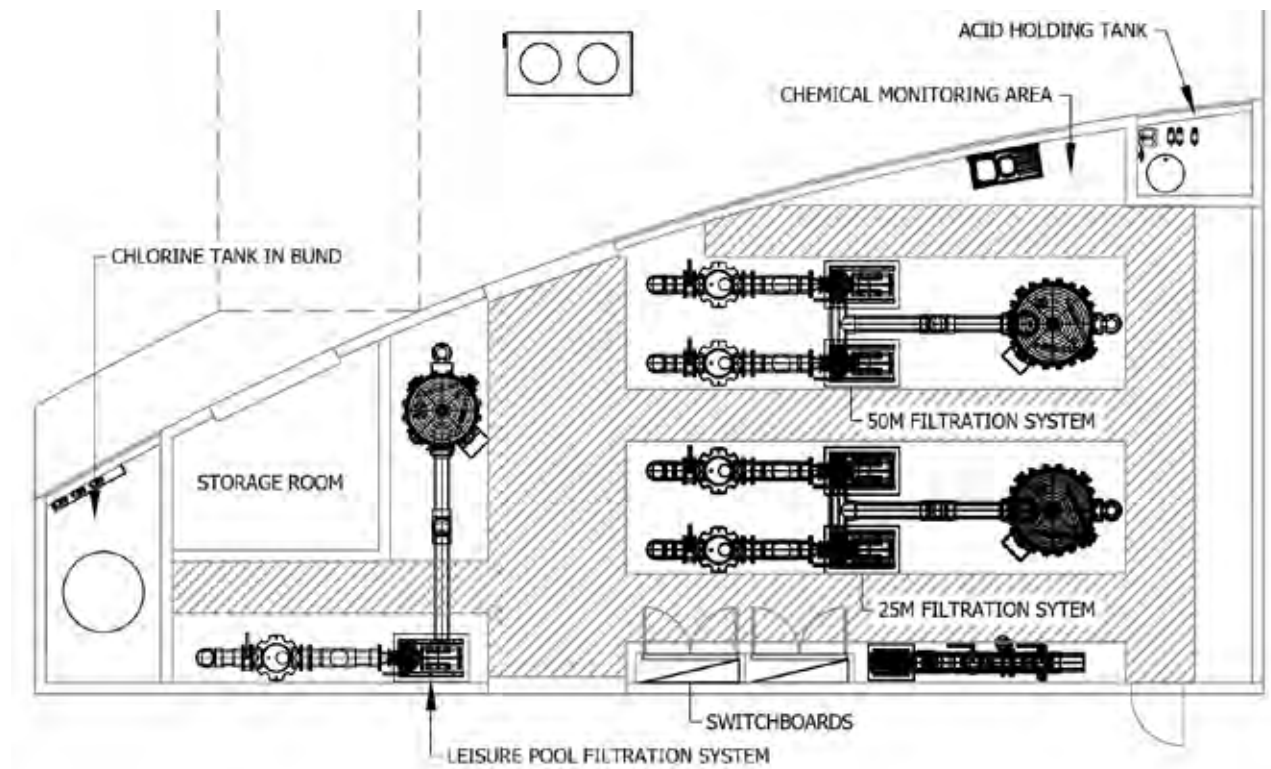 ACID HOLDING TANK
CHEMICAL MONITORING AREA
CHLORINE TANK IN BUND
50M FILTRATION SYSTEM
STORAGE ROOM
25M FILTRATION SYTEM
SWITCHBOARDS
LEISURE POOL FILTRATION SYSTEM